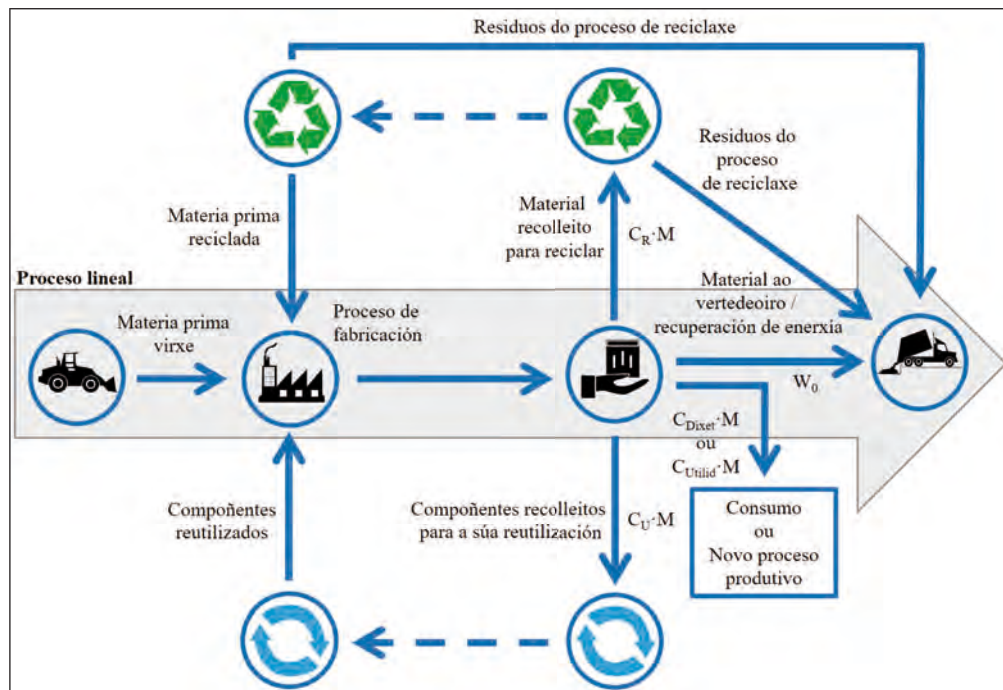 Residuos do proceso de reciclaxe
Residuos do
proceso
de reciclaxe
Materia prima
reciclada
Material
recolleito
para reciclar
C_R·M
Proceso lineal
Materia prima
virxe
Proceso de
fabricación
Material ao
vertedeoiro /
recuperación de enerxia
W_0
C_Dixet·M
ou
C_Utilid·M
Compoñentes
reutilizados
Compoñentes recolleitos
para a súa reutilización
C_U·M
Consumo
ou
Novo proceso
produtivo